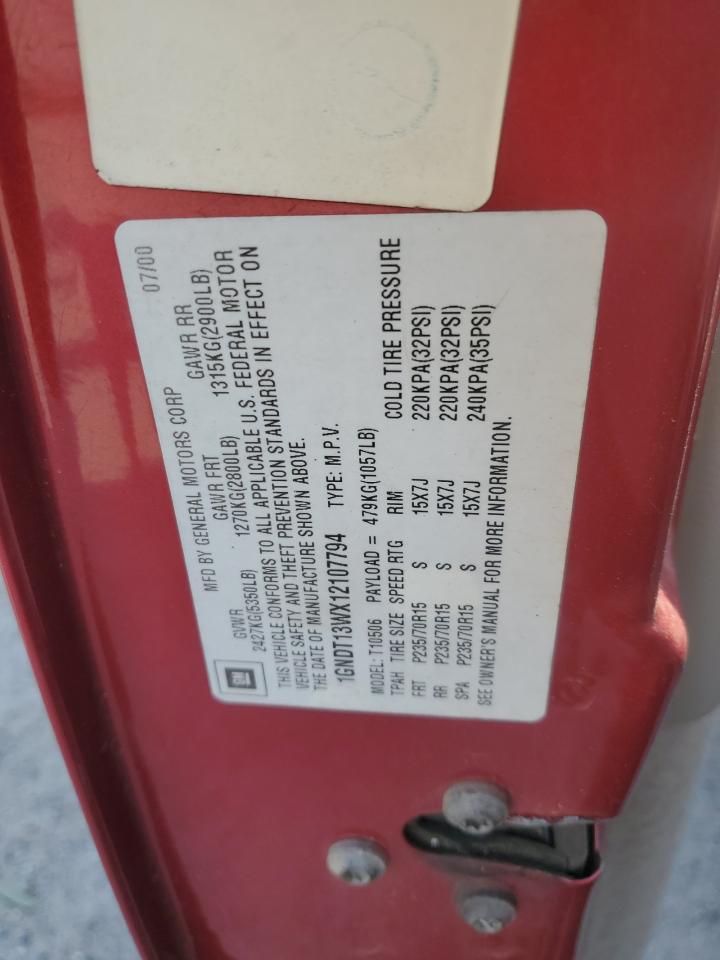 MFD BY GENERAL MOTORS CORP 07/00
GVWR GAWR FRT GAWR RR
2427KG(5350LB) 1270KG(2800LB) 1315KG(2900LB)
THIS VEHICLE CONFORMS TO ALL APPLICABLE U.S. FEDERAL MOTOR
VEHICLE SAFETY AND THEFT PREVENTION STANDARDS IN EFFECT ON
THE DATE OF MANUFACTURE SHOWN ABOVE.
1GNDT13WX12107794 TYPE: M.P.V.
MODEL: T10506 PAYLOAD = 479KG(1057LB)
TPAH TIRE SIZE SPEED RTG RIM COLD TIRE PRESSURE
FRT P235/70R15 S 15X7J 220KPA(32PSI)
RR P235/70R15 S 15X7J 220KPA(32PSI)
SPA P235/70R15 S 15X7J 240KPA(35PSI)
SEE OWNER'S MANUAL FOR MORE INFORMATION.
GM